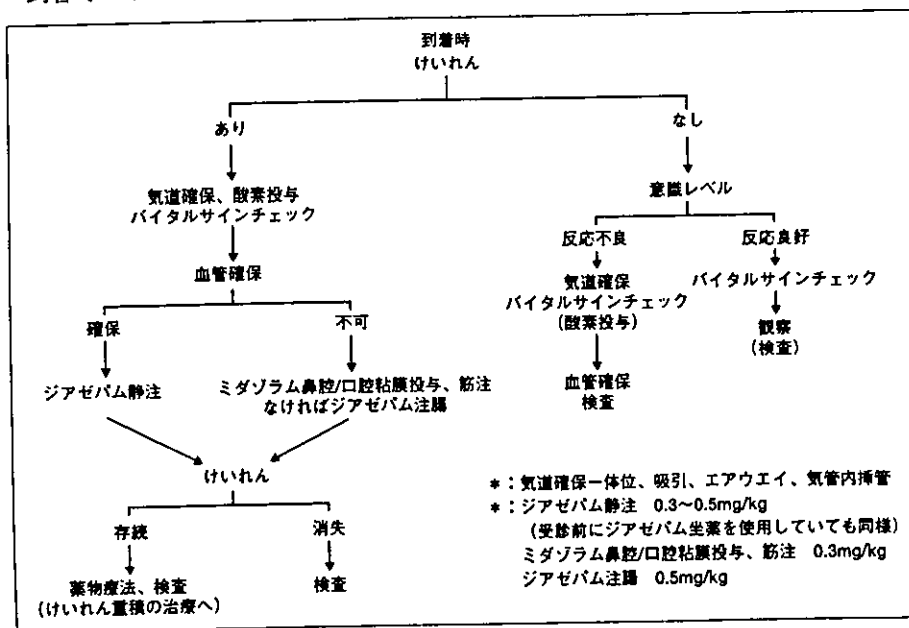 到着時
けいれん
あり
なし
気道確保、酸素投与
バイタルサインチェック
意識レベル
反応不良
反応良好
血管確保
気道確保
バイタルサインチェック
(酸素投与)
バイタルサインチェック
確保
不可
観察
(検査)
ジアゼパム静注
ミダゾラム鼻腔/口腔粘膜投与、筋注
なければジアゼパム注腸
血管確保
検査
けいれん
存続
消失
薬物療法、検査
(けいれん重積の治療へ)
検査
*:気道確保ー体位、吸引、エアウエイ、気管内挿管
*:ジアゼパム静注 0.3〜0.5mg/kg
(受診前にジアゼパム坐薬を使用していても同様)
ミダゾラム鼻腔/口腔粘膜投与、筋注 0.3mg/kg
ジアゼパム注腸 0.5mg/kg